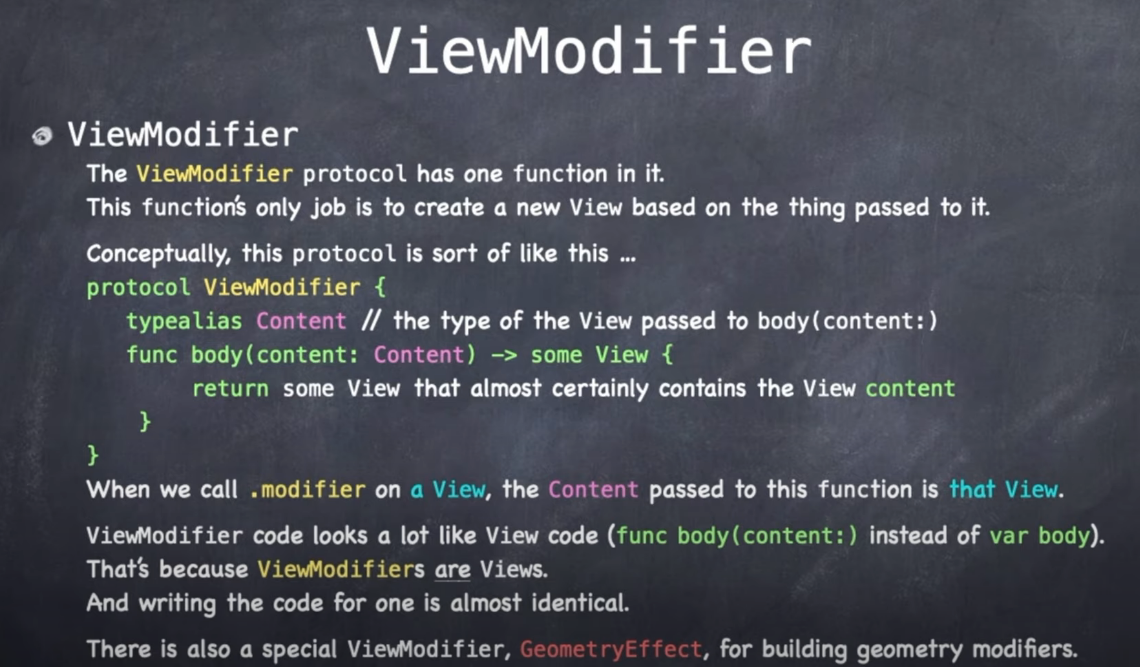 ViewModifier
ViewModifier
The ViewModifier protocol has one function in it.
This function's only job is to create a new View based on the thing passed to it.
Conceptually, this protocol is sort of like this ...
protocol ViewModifier {
typealias Content // the type of the View passed to body(content:)
func body(content: Content) -> some View {
return some View that almost certainly contains the View content
}
}
When we call .modifier on a View, the Content passed to this function is that View.
ViewModifier code looks a lot like View code (func body(content:) instead of var body).
That's because ViewModifiers are Views.
And writing the code for one is almost identical.
There is also a special ViewModifier, GeometryEffect, for building geometry modifiers.